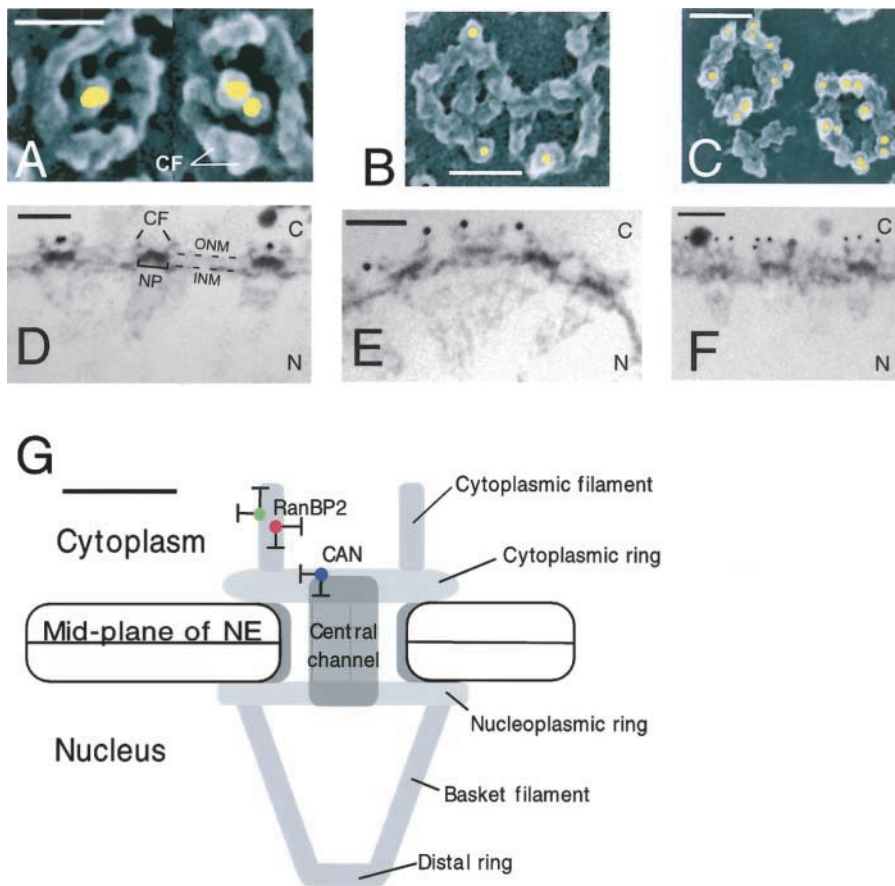 A
CF
B
C
CF
ONM
C
NP
INM
D
N
C
E
N
C
F
N
G
Cytoplasmic filament
RanBP2
Cytoplasm
CAN
Cytoplasmic ring
Mid-plane of NE
Central
channel
Nucleoplasmic ring
Nucleus
Basket filament
Distal ring